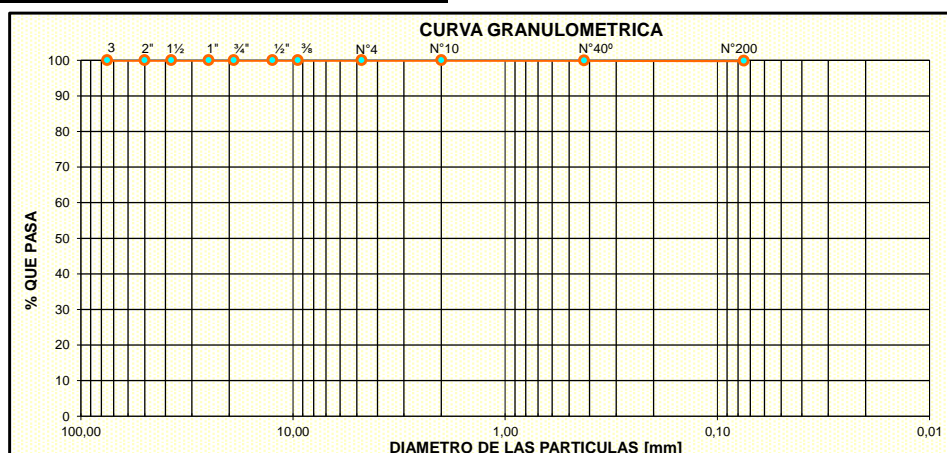 CURVA GRANULOMETRICA
3 2" 1½ 1" ¾" ½" ⅜ N°4 N°10 N°40º N°200
100
90
80
70
60
50
40
30
20
10
0
% QUE PASA
100,00 10,00 1,00 0,10 0,01
DIAMETRO DE LAS PARTICULAS [mm]